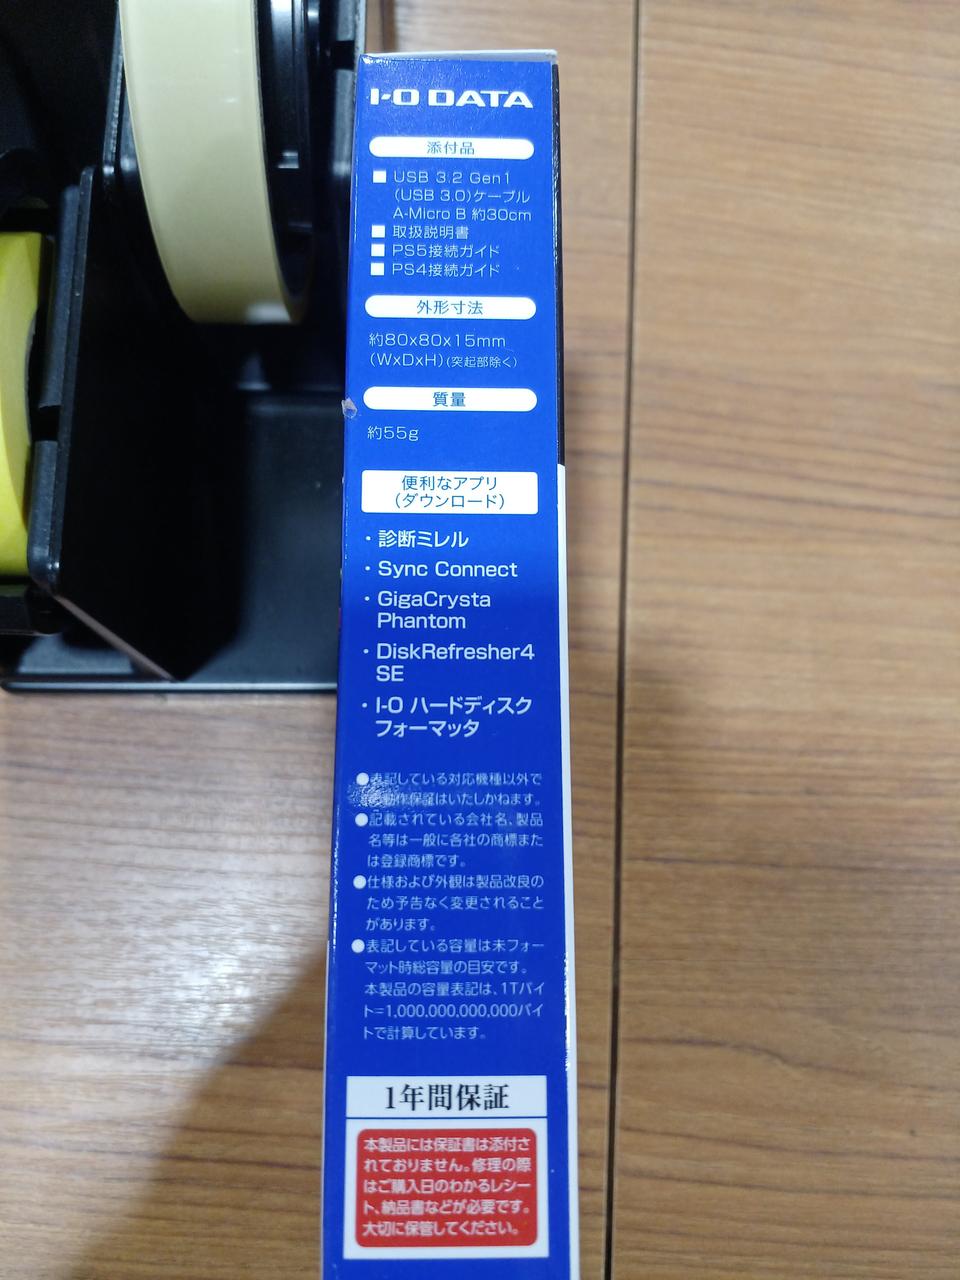 I-O DATA
添付品
■ USB 3.2 Gen1
(USB 3.0)ケーブル
A-Micro B 約30cm
■ 取扱説明書
■ PS5接続ガイド
■ PS4接続ガイド
外形寸法
約80x80x15mm
(WxDxH)(突起部除く)
質量
約55g
便利なアプリ
(ダウンロード)
・診断ミレル
・Sync Connect
・GigaCrysta
Phantom
・DiskRefresher4
SE
・I-O ハードディスク
フォーマッタ
●表記している対応機種以外で
動作保証はいたしかねます。
●記載されている会社名、製品
名等は一般に各社の商標また
は登録商標です。
●仕様および外観は製品改良の
ため予告なく変更されること
があります。
●表記している容量は未フォー
マット時総容量の目安です。
本製品の容量表記は、1Tバイ
ト=1,000,000,000,000バイ
トで計算しています。
1年間保証
本製品には保証書は添付さ
れておりません。修理の際
はご購入日のわかるレシー
ト、納品書などが必要です。
大切に保管してください。